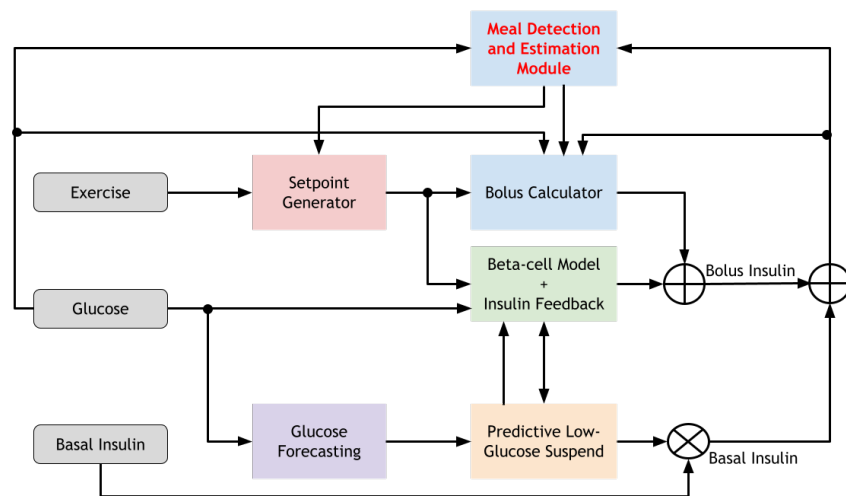 Meal Detection
and Estimation
Module
Exercise
Setpoint
Generator
Bolus Calculator
Beta-cell Model
+
Insulin Feedback
Bolus Insulin
Glucose
Basal Insulin
Glucose
Forecasting
Predictive Low-
Glucose Suspend
Basal Insulin